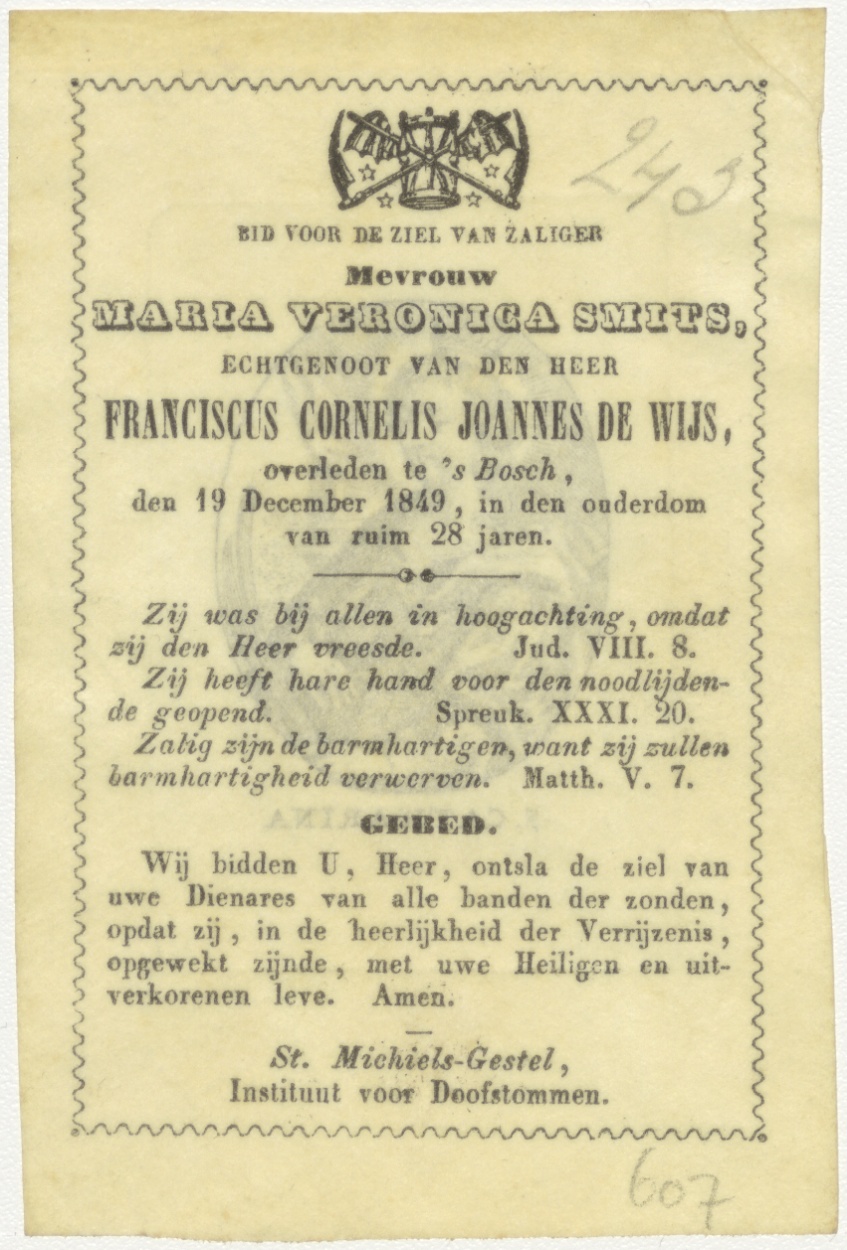 243
BID VOOR DE ZIEL VAN ZALIGER
Mevrouw
MARIA VERONICA SMITS,
ECHTGENOOT VAN DEN HEER
FRANCISCUS CORNELIS JOANNES DE WIJS,
overleden te 's Bosch,
den 19 December 1849, in den ouderdom
van ruim 28 jaren.
Zij was bij allen in hoogachting, omdat
zij den Heer vreesde. Jud. VIII. 8.
Zij heeft hare hand voor den noodlijden-
de geopend. Spreuk. XXXI. 20.
Zalig zijn de barmhartigen, want zij zullen
barmhartigheid verwerven. Matth. V. 7.
GEBED.
Wij bidden U, Heer, ontsla de ziel van
uwe Dienares van alle banden der zonden,
opdat zij, in de heerlijkheid der Verrijzenis,
opgewekt zijnde, met uwe Heiligen en uit-
verkorenen leve. Amen.
St. Michiels-Gestel,
Instituut voor Doofstommen.
607